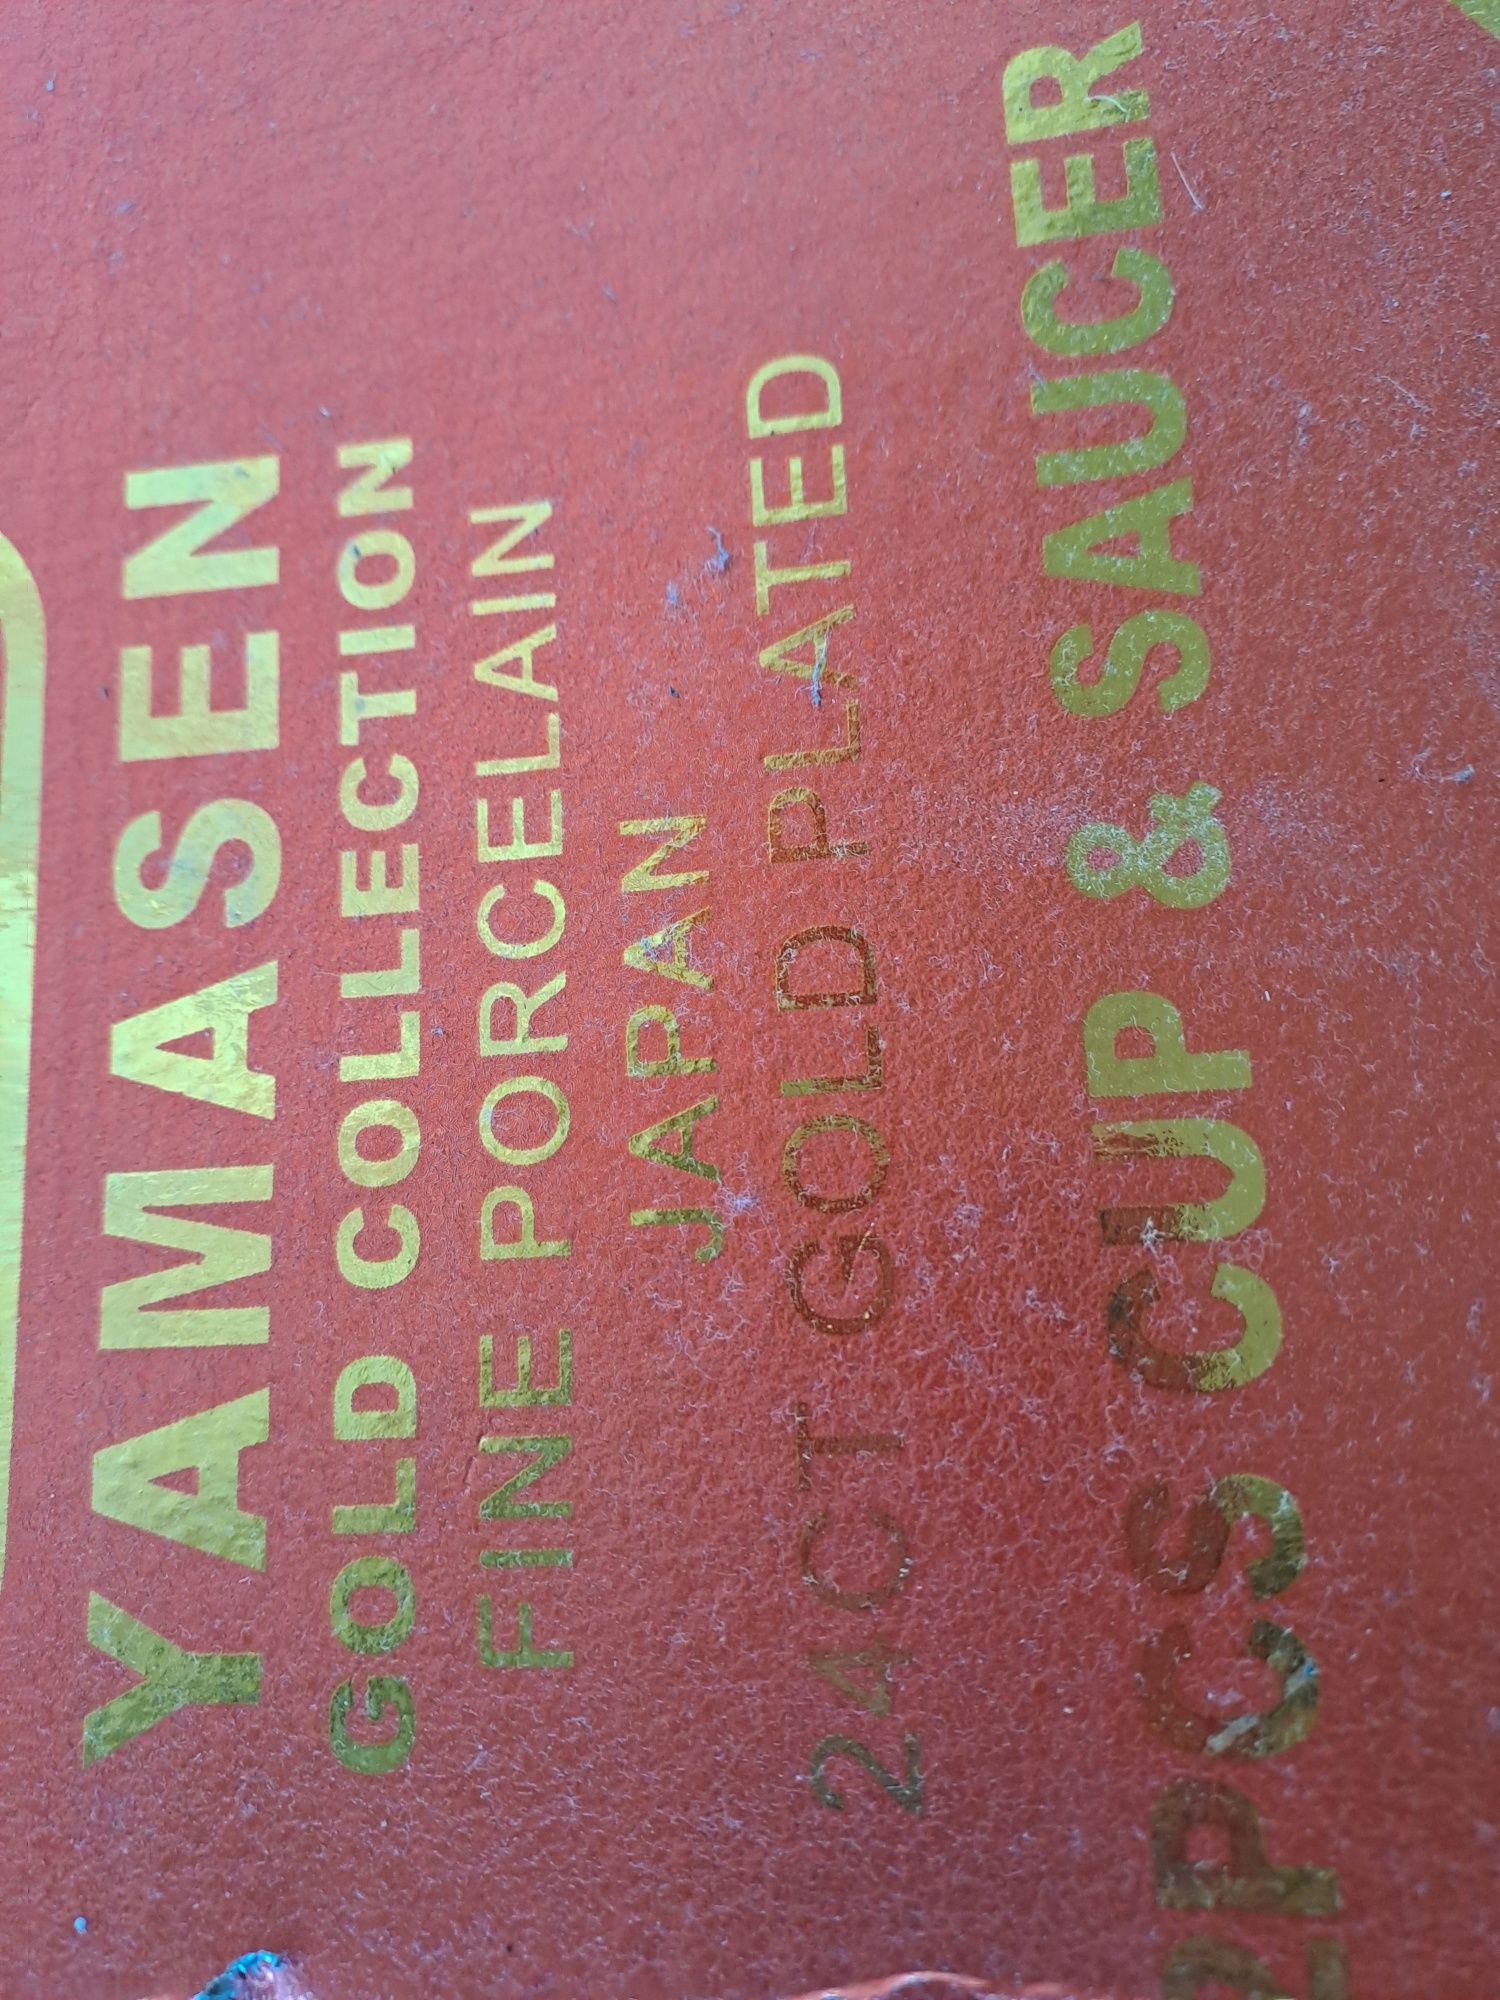 YAMASEN
GOLD COLLECTION
FINE PORCELAIN
JAPAN
24CT GOLD PLATED
2PCS CUP & SAUCER